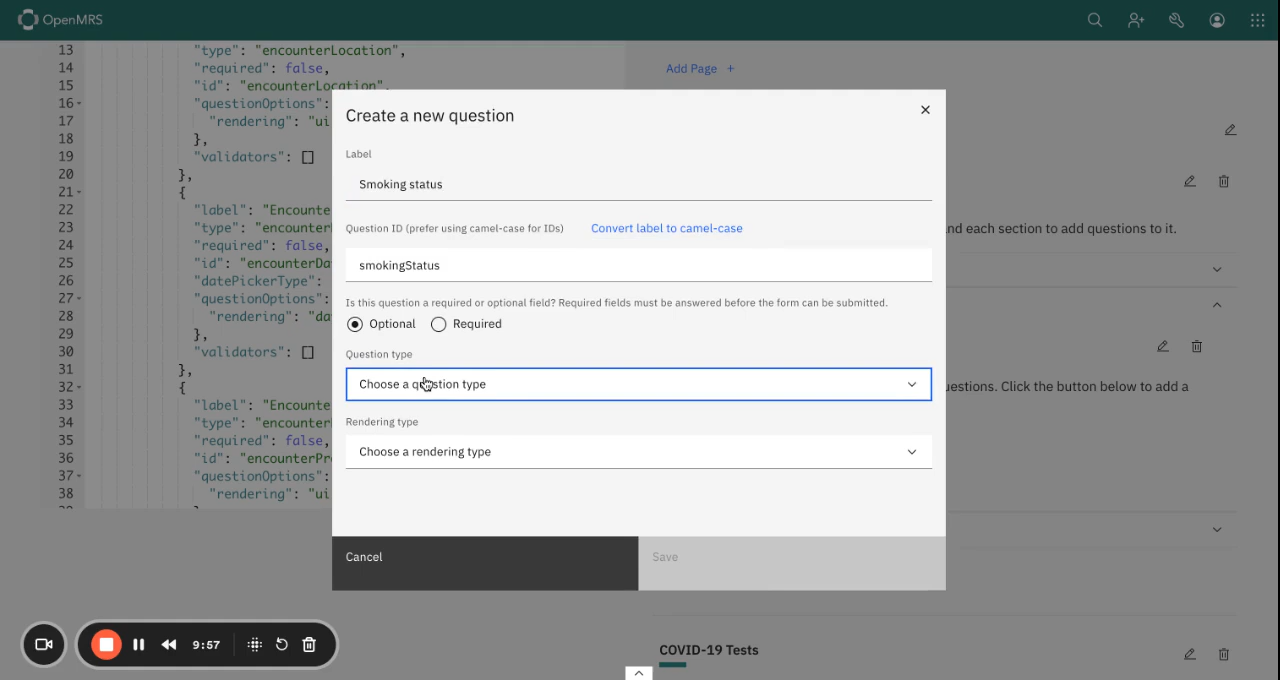 OpenMRS
13 "type": "encounterLocation",
14 "required": false,
15 "id": "encounterLocation",
16 "questionOptions":
17 "rendering": "ui
18 },
19 "validators": []
20 },
21 {
22 "label": "Encounte
23 "type": "encounter
24 "required": false,
25 "id": "encounterDa
26 "datePickerType":
27 "questionOptions":
28 "rendering": "da
29 },
30 "validators": []
31 },
32 {
33 "label": "Encounte
34 "type": "encounter
35 "required": false,
36 "id": "encounterPr
37 "questionOptions":
38 "rendering": "ui
Add Page +
nd each section to add questions to it.
uestions. Click the button below to add a
COVID-19 Tests
Create a new question
Label
Smoking status
Question ID (prefer using camel-case for IDs) Convert label to camel-case
smokingStatus
Is this question a required or optional field? Required fields must be answered before the form can be submitted.
Optional Required
Question type
Choose a question type
Rendering type
Choose a rendering type
Cancel Save
9:57